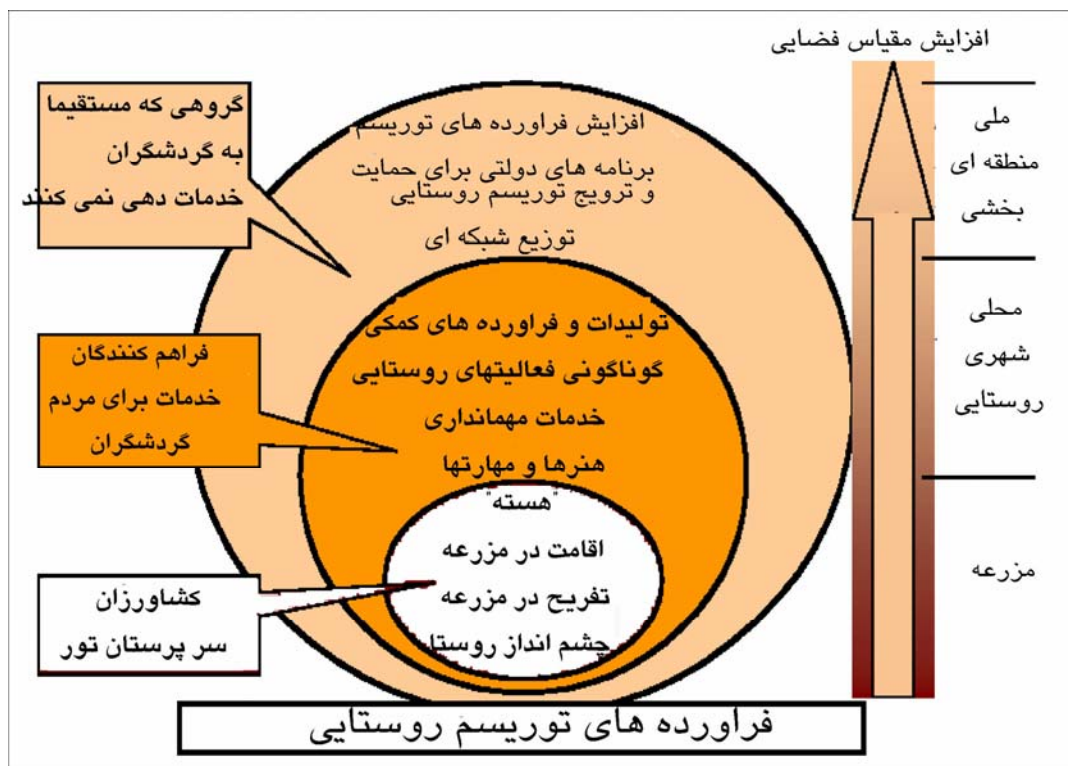 افزایش مقیاس فضایی
ملی
منطقه ای
بخشی
محلی
شهری
روستایی
مزرعه
افزایش فراورده های توریسم
برنامه های دولتی برای حمایت
و ترویج توریسم روستایی
توزیع شبکه ای
تولیدات و فراورده های کمکی
گوناگونی فعالیتهای روستایی
خدمات مهمانداری
هنرها و مهارتها
"هسته"
اقامت در مزرعه
تفریح در مزرعه
چشم انداز روستا
گروهی که مستقیما
به گردشگران
خدمات دهی نمی کنند
فراهم کنندگان
خدمات برای مردم
گردشگران
کشاورزان
سر پرستان تور
فراورده های توریسم روستایی